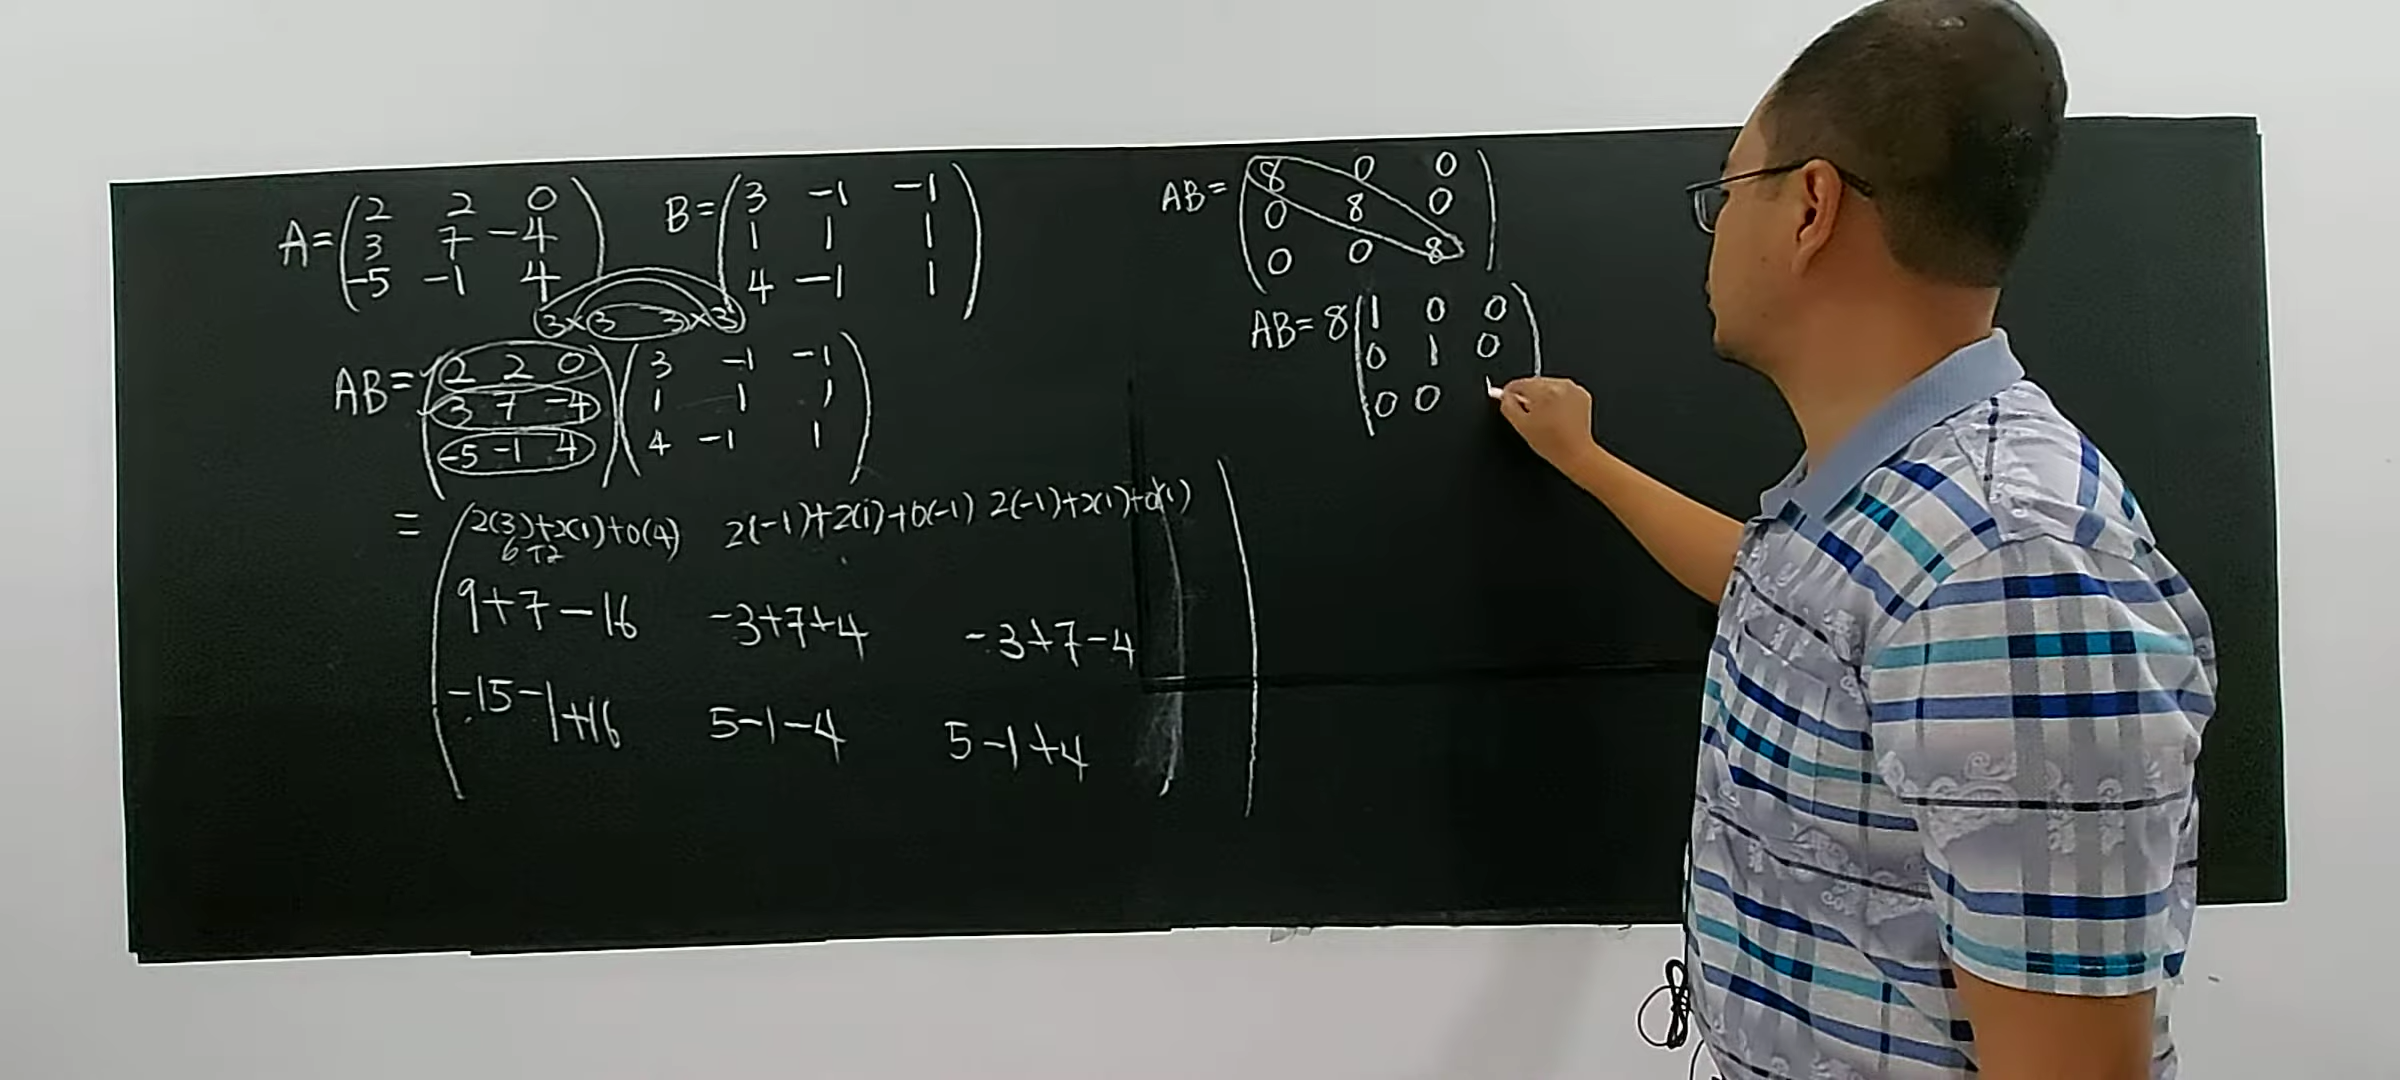 A=(2 2 0
3 7 -4
-5 -1 4)
B=(3 -1 -1
1 1 1
4 -1 1)
3×3 3×3
AB=(2 2 0)(3 -1 -1
3 7 -4 1 1 1
-5 -1 4 4 -1 1)
=(2(3)+2(1)+0(4) 2(-1)+2(1)+0(-1) 2(-1)+2(1)+0(1)
6+2
9+7-16 -3+7+4 -3+7-4
-15-1+16 5-1-4 5-1+4)
AB=(8 0 0
0 8 0
0 0 8)
AB=8(1 0 0
0 1 0
0 0